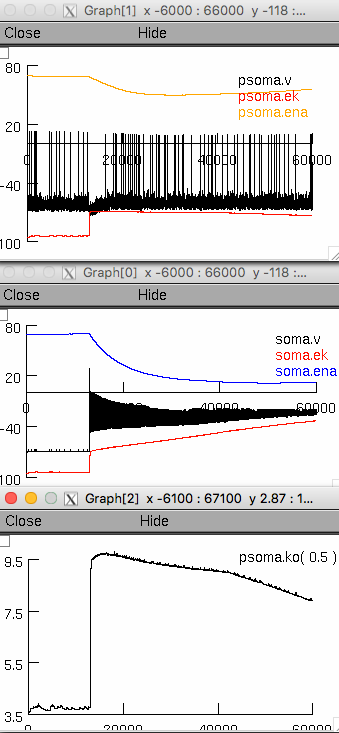 Graph[1] x -6000 : 66000 y -118 :...
Close Hide
80
psoma.v
psoma.ek
psoma.ena
20
0 20000 40000 60000
-40
-100
Graph[0] x -6000 : 66000 y -118 :...
Close Hide
80
soma.v
soma.ek
soma.ena
20
0 40000 60000
-40
-100
Graph[2] x -6100 : 67100 y 2.87 : 1...
Close Hide
9.5
psoma.ko( 0.5 )
7.5
5.5
3.5
0 20000 40000 60000